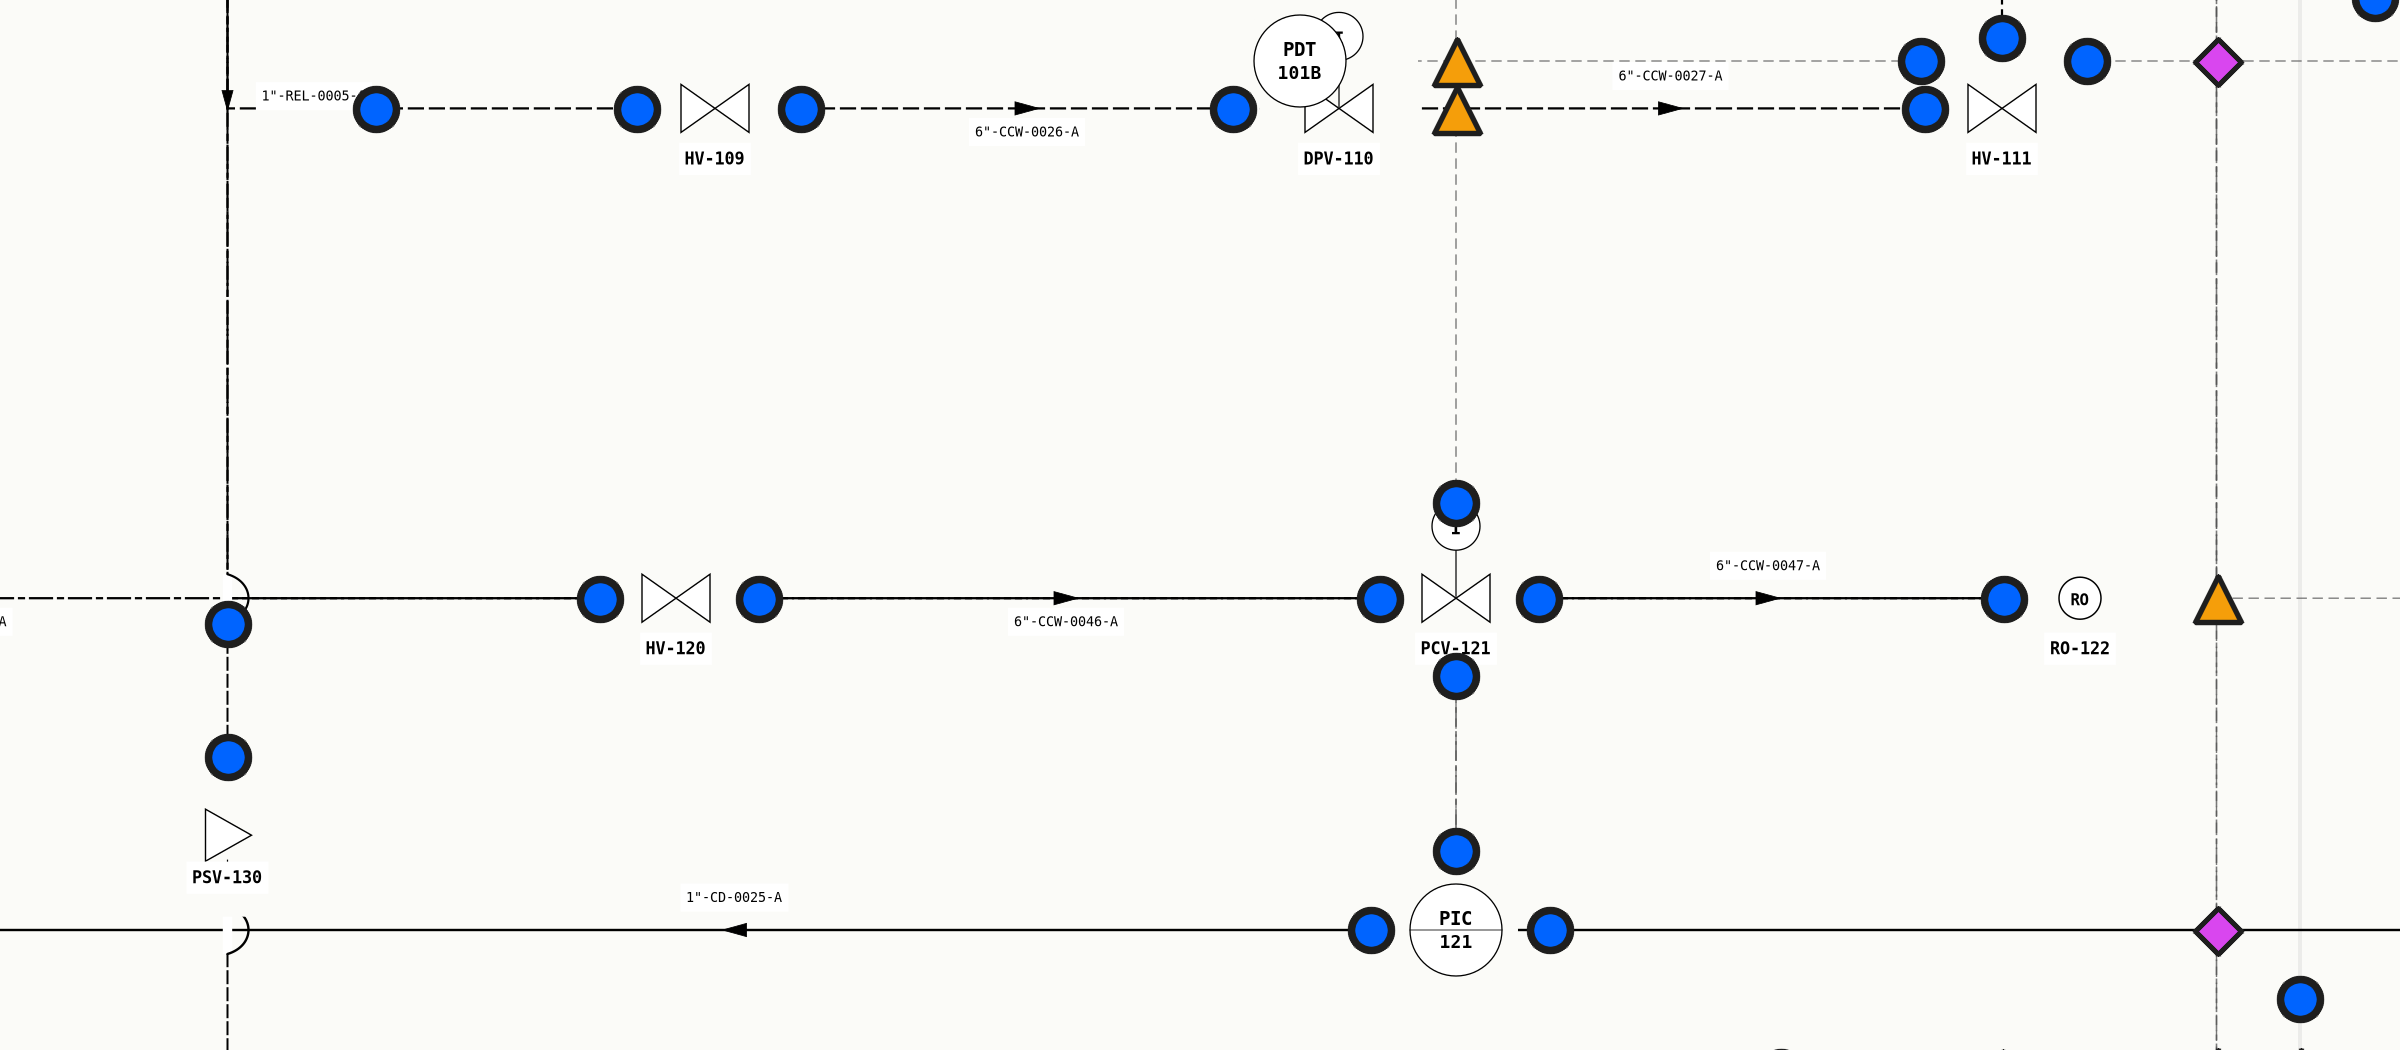 PDT
101B
1"-REL-0005-
6"-CCW-0026-A
6"-CCW-0027-A
HV-109
DPV-110
HV-111
6"-CCW-0047-A
RO
A
6"-CCW-0046-A
HV-120
PCV-121
RO-122
PSV-130
1"-CD-0025-A
PIC
121